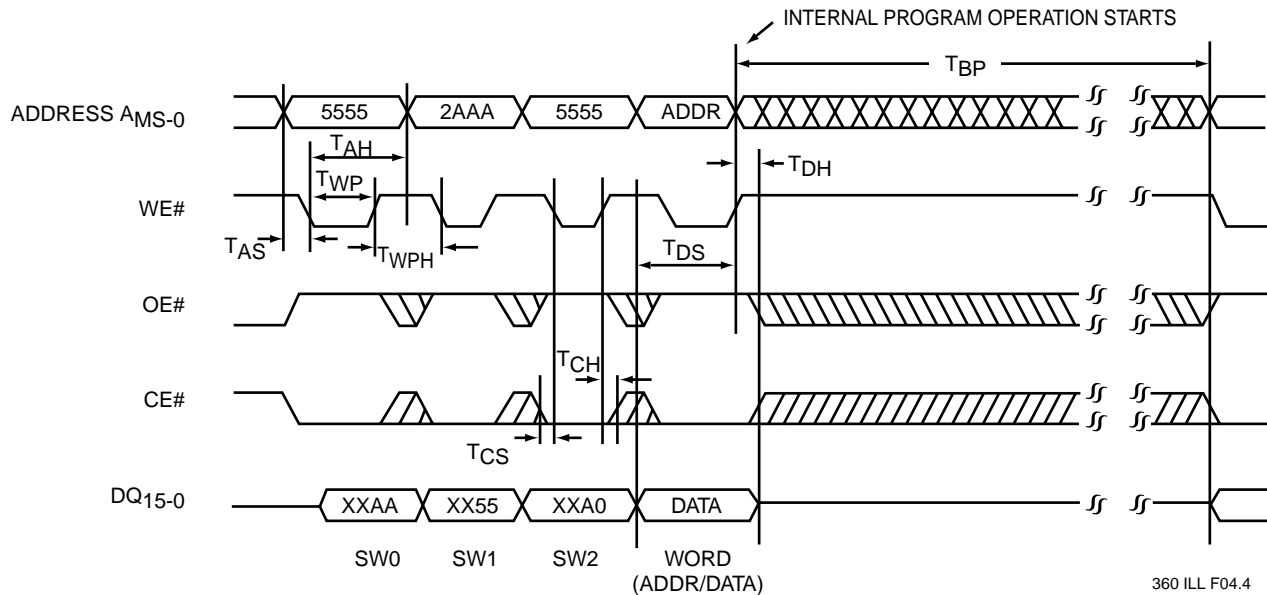 INTERNAL PROGRAM OPERATION STARTS
TBP
ADDRESS AMS-0
5555
2AAA
5555
ADDR
TAH
TDH
TWP
WE#
TAS
TWPH
TDS
OE#
TCH
CE#
TCS
DQ15-0
XXAA
XX55
XXA0
DATA
SW0
SW1
SW2
WORD
(ADDR/DATA)
360 ILL F04.4